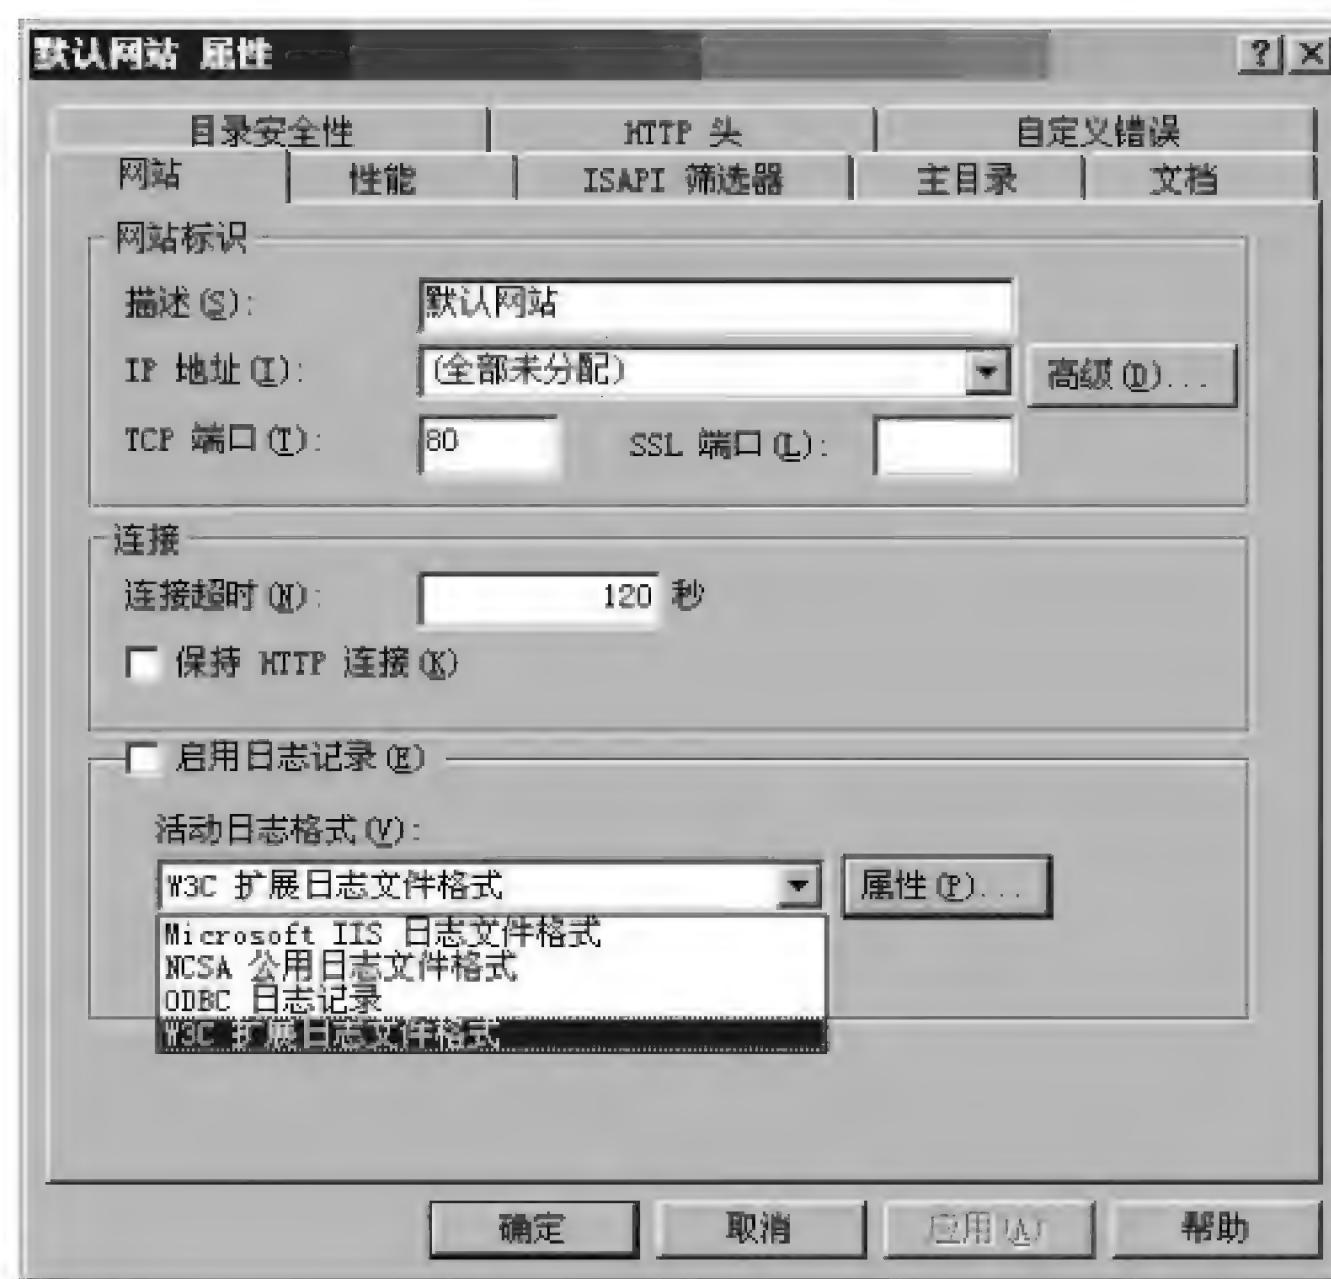 默认网站 属性
目录安全性 HTTP 头 自定义错误
网站 性能 ISAPI 筛选器 主目录 文档
网站标识
描述(S): 默认网站
IP 地址(I): (全部未分配) 高级(D)...
TCP 端口(T): 80 SSL 端口(L):
连接
连接超时(N): 120 秒
保持 HTTP 连接(K)
启用日志记录(E)
活动日志格式(V):
W3C 扩展日志文件格式 属性(P)...
Microsoft IIS 日志文件格式
NCSA 公用日志文件格式
ODBC 日志记录
W3C 扩展日志文件格式
确定 取消 应用(A) 帮助